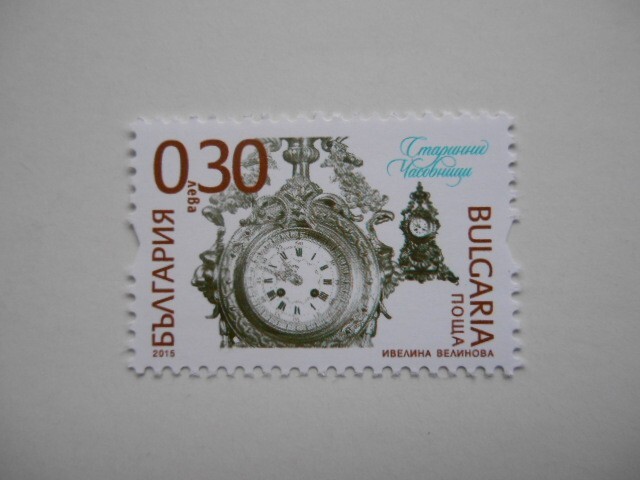 0.30
лева
Старинни
Часовници
БЪЛГАРИЯ
BULGARIA
ПОЩА
2015
ИВЕЛИНА ВЕЛИНОВА